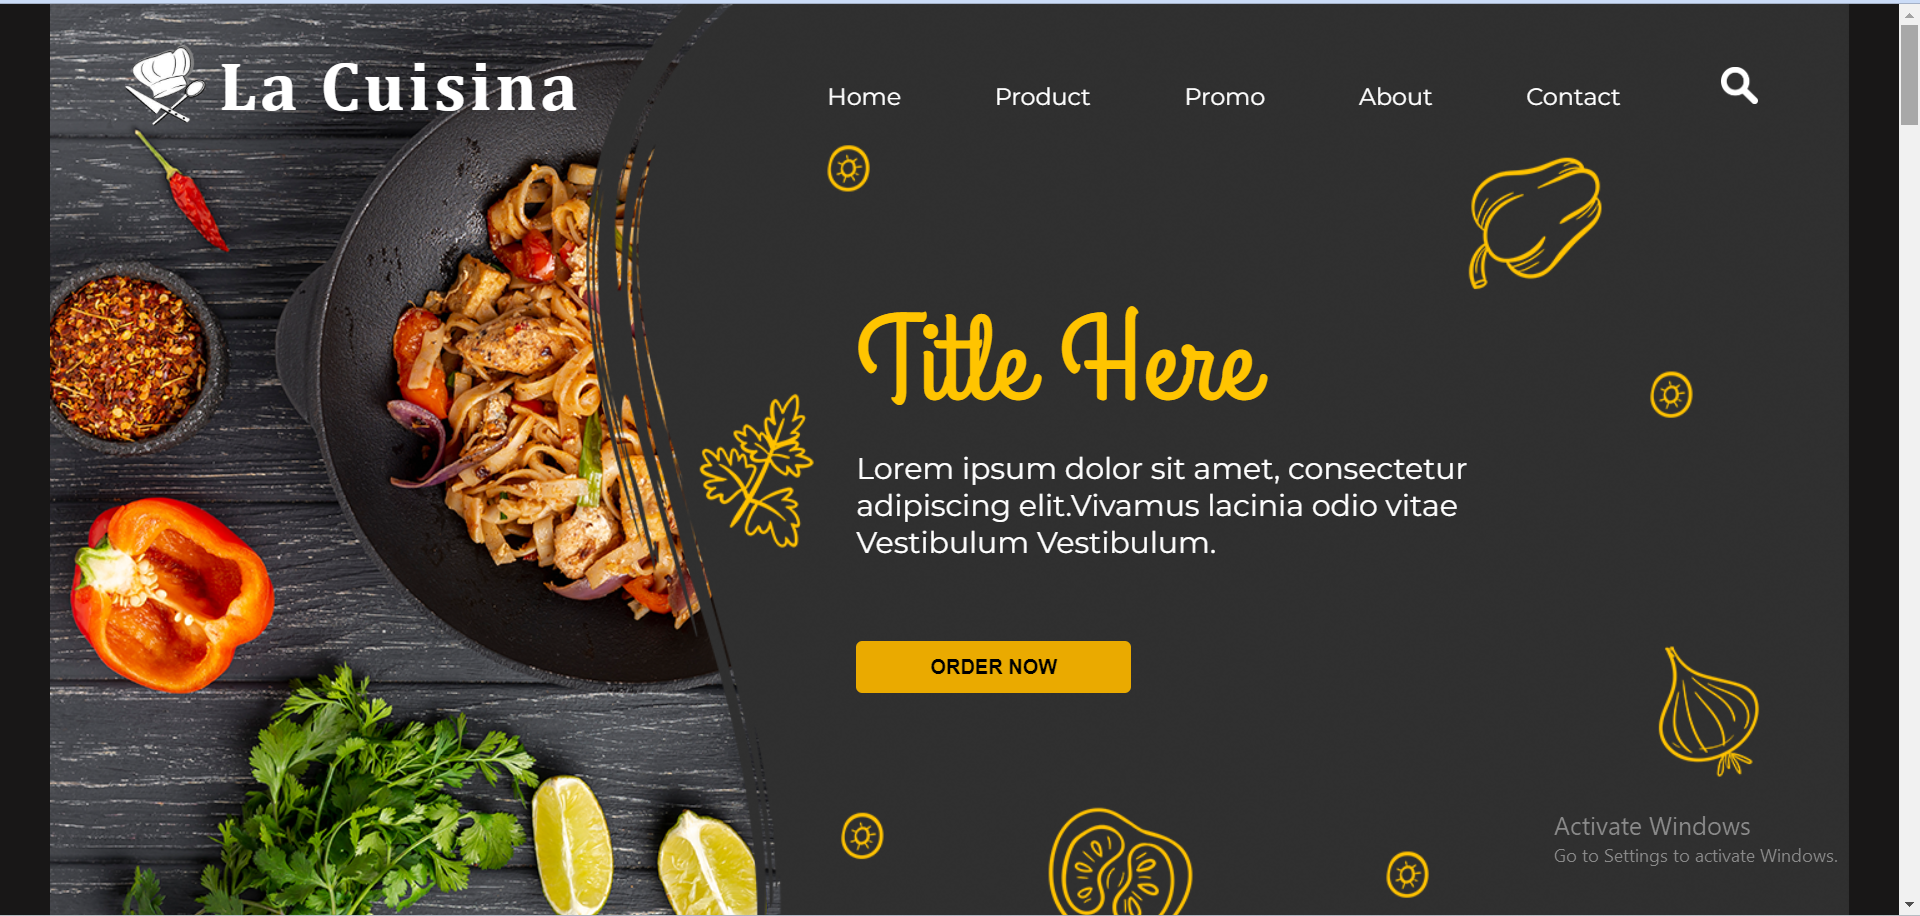 La Cuisina
Home Product Promo About Contact
Title Here
Lorem ipsum dolor sit amet, consectetur
adipiscing elit.Vivamus lacinia odio vitae
Vestibulum Vestibulum.
ORDER NOW
Activate Windows
Go to Settings to activate Windows.